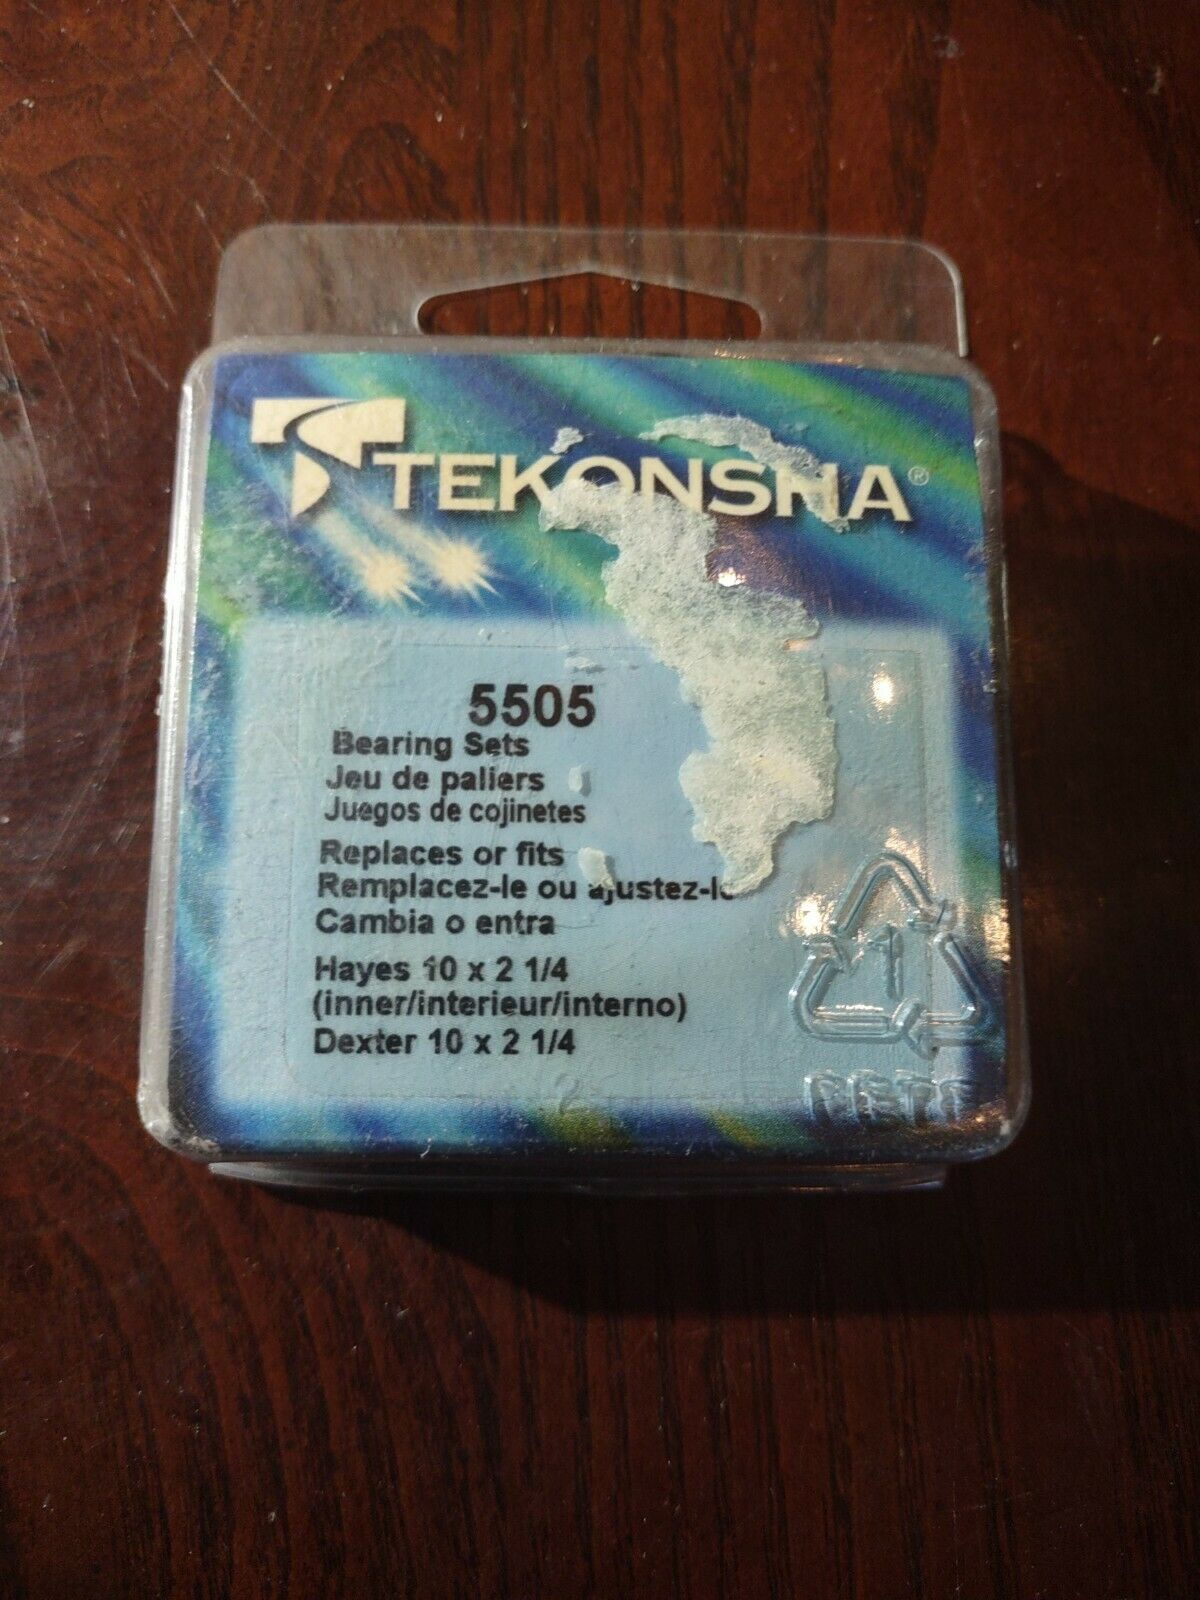 TEKONSHA®
5505
Bearing Sets
Jeu de paliers
Juegos de cojinetes
Replaces or fits
Remplacez-le ou ajustez-le
Cambia o entra
Hayes 10 x 2 1/4
(inner/interieur/interno)
Dexter 10 x 2 1/4
1